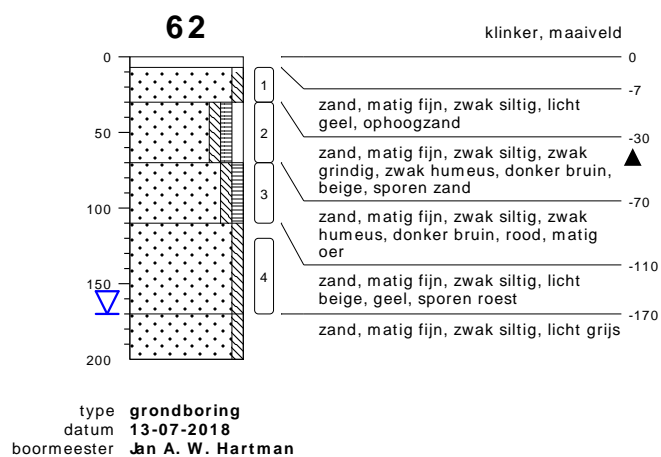 62
klinker, maaiveld
0
0
-7
1
zand, matig fijn, zwak siltig, licht
geel, ophoogzand
-30
50
2
zand, matig fijn, zwak siltig, zwak
grindig, zwak humeus, donker bruin,
beige, sporen zand
-70
3
100
zand, matig fijn, zwak siltig, zwak
humeus, donker bruin, rood, matig
oer
-110
4
150
zand, matig fijn, zwak siltig, licht
beige, geel, sporen roest
-170
zand, matig fijn, zwak siltig, licht grijs
200
type grondboring
datum 13-07-2018
boormeester Jan A. W. Hartman